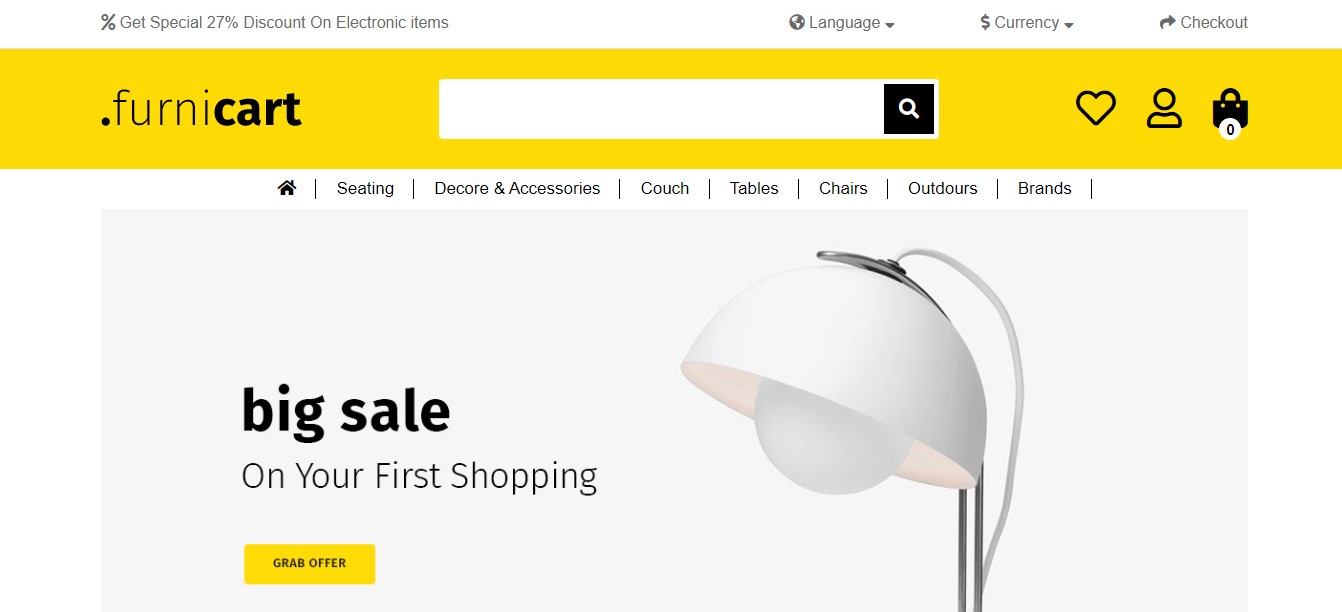 Get Special 27% Discount On Electronic items
Language
Currency
Checkout
.furnicart
0
Seating
Decore & Accessories
Couch
Tables
Chairs
Outdours
Brands
big sale
On Your First Shopping
GRAB OFFER